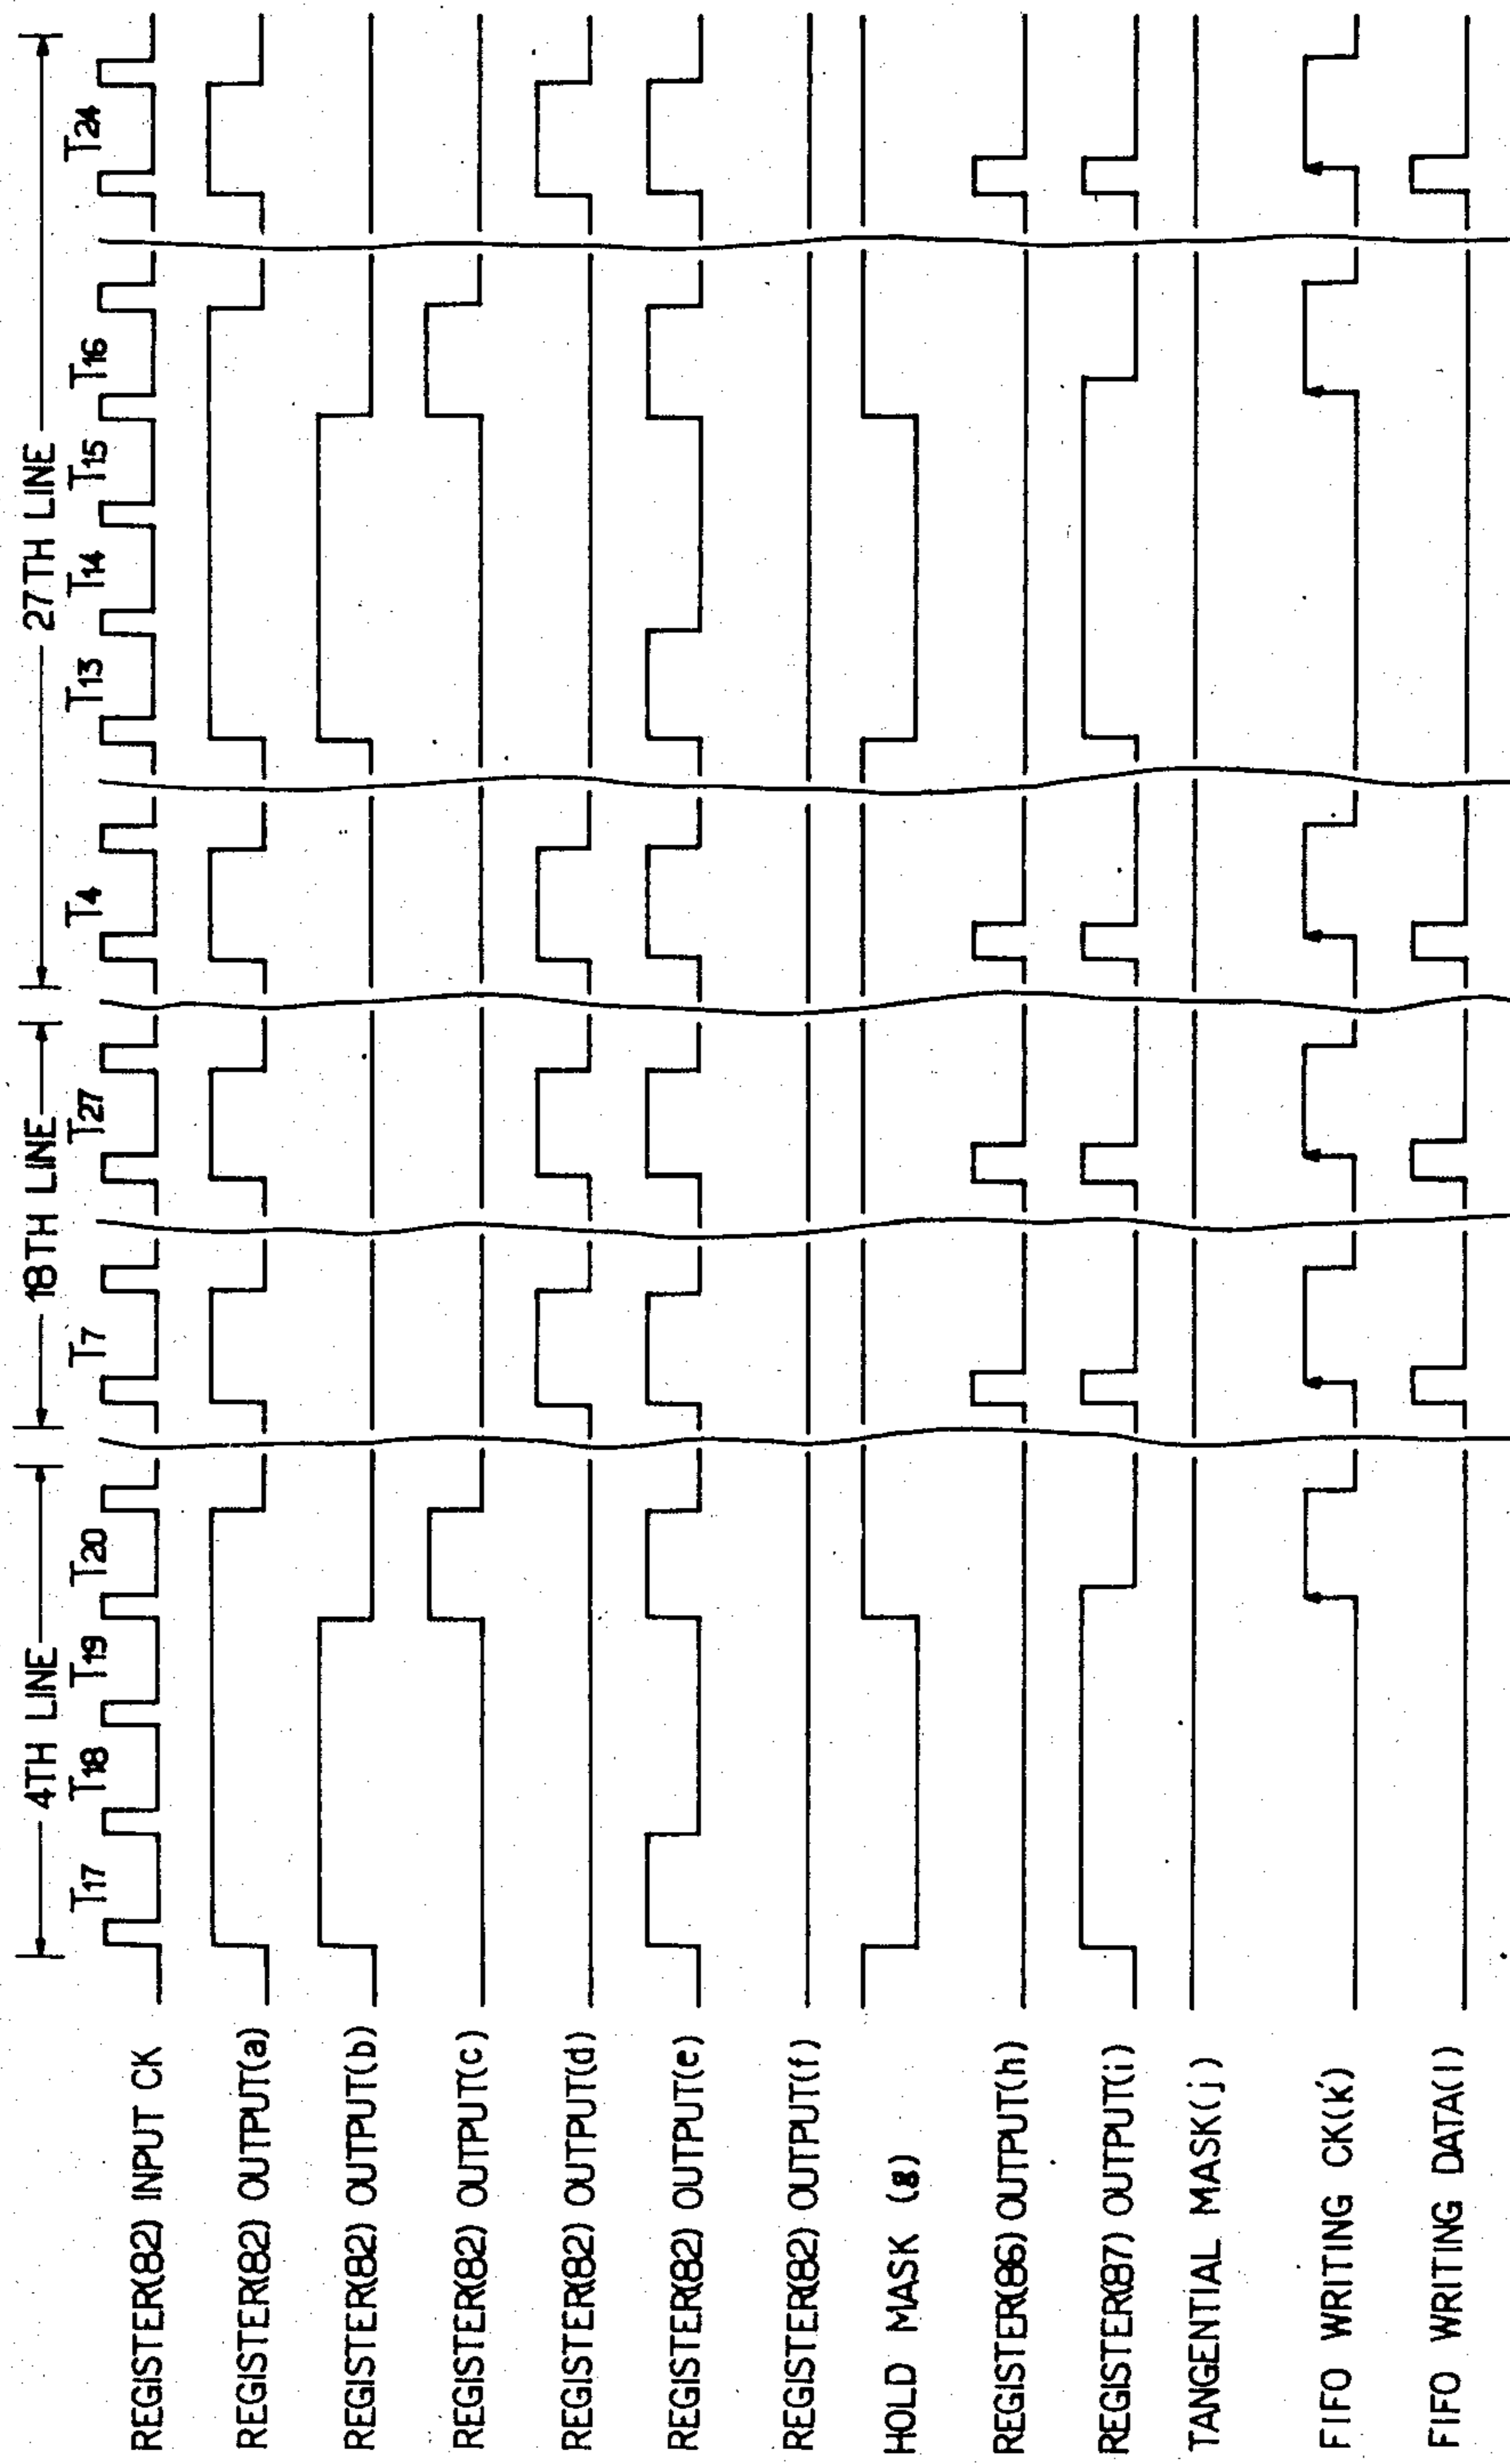 4TH LINE 18TH LINE 27TH LINE
T17 T18 T19 T20 T7 T27 T4 T13 T14 T15 T16 T24
REGISTER(82) INPUT CK
REGISTER(82) OUTPUT(a)
REGISTER(82) OUTPUT(b)
REGISTER(82) OUTPUT(c)
REGISTER(82) OUTPUT(d)
REGISTER(82) OUTPUT(e)
REGISTER(82) OUTPUT(f)
HOLD MASK (g)
REGISTER(86) OUTPUT(h)
REGISTER(87) OUTPUT(i)
TANGENTIAL MASK(j)
FIFO WRITING CK(k')
FIFO WRITING DATA(l)